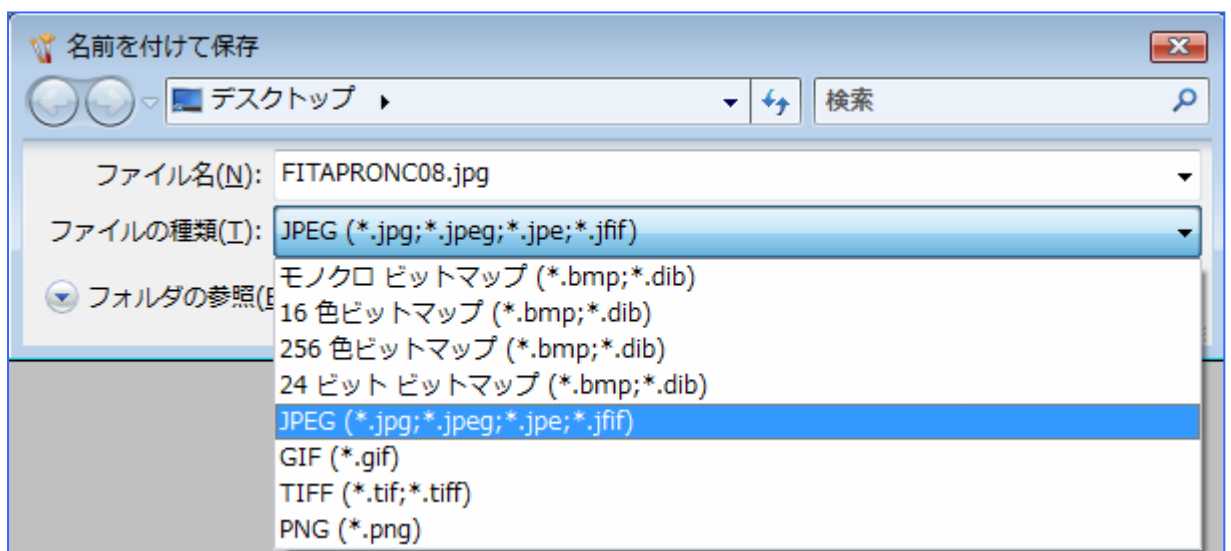 名前を付けて保存
デスクトップ
検索
ファイル名(N): FITAPRONC08.jpg
ファイルの種類(T): JPEG (*.jpg;*.jpeg;*.jpe;*.jfif)
モノクロ ビットマップ (*.bmp;*.dib)
フォルダの参照(
16 色ビットマップ (*.bmp;*.dib)
256 色ビットマップ (*.bmp;*.dib)
24 ビット ビットマップ (*.bmp;*.dib)
JPEG (*.jpg;*.jpeg;*.jpe;*.jfif)
GIF (*.gif)
TIFF (*.tif;*.tiff)
PNG (*.png)